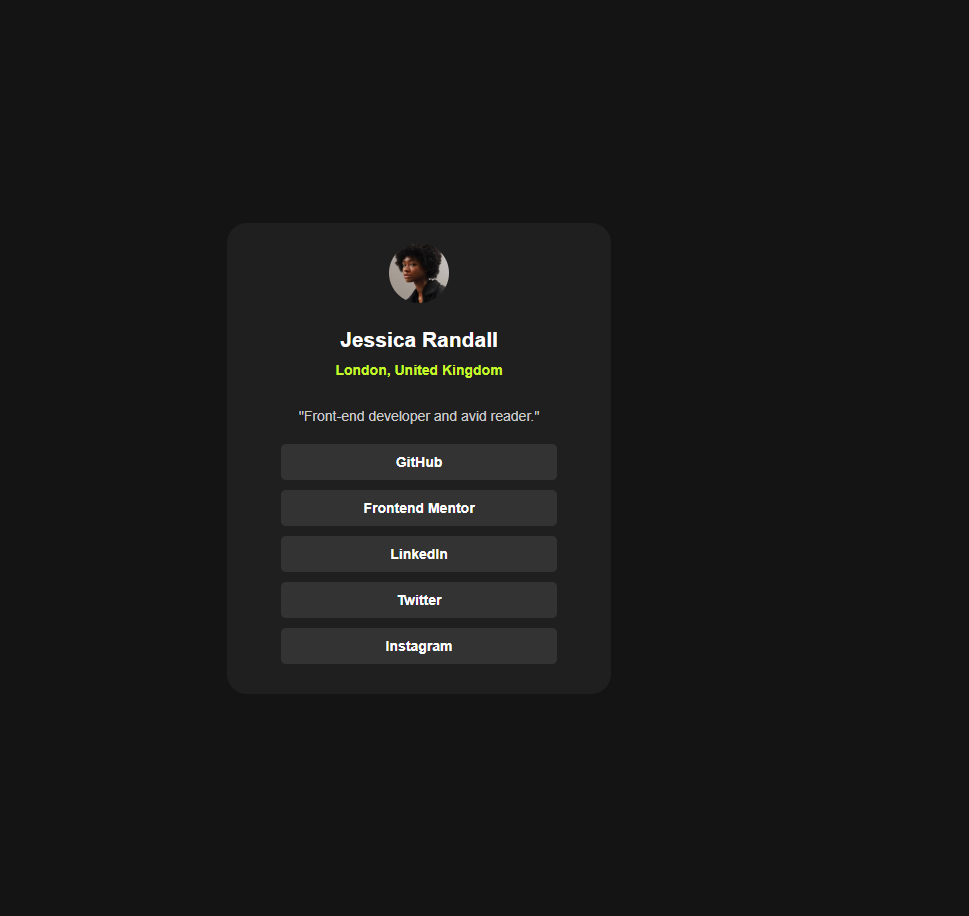 Jessica Randall
London, United Kingdom
"Front-end developer and avid reader."
GitHub
Frontend Mentor
LinkedIn
Twitter
Instagram